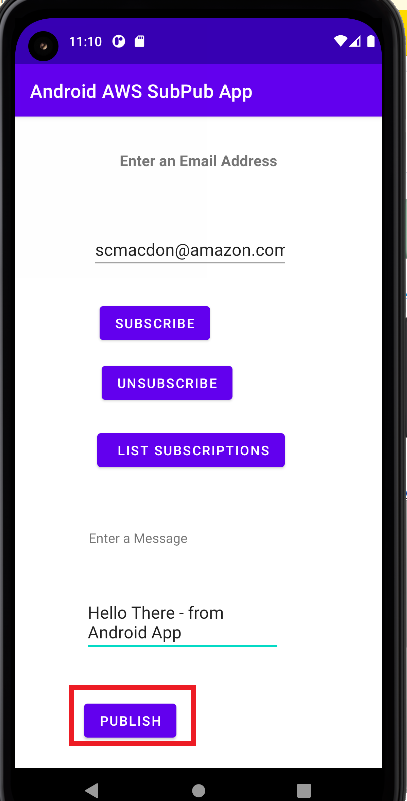 11:10
Android AWS SubPub App
Enter an Email Address
scmacdon@amazon.com
SUBSCRIBE
UNSUBSCRIBE
LIST SUBSCRIPTIONS
Enter a Message
Hello There - from
Android App
PUBLISH